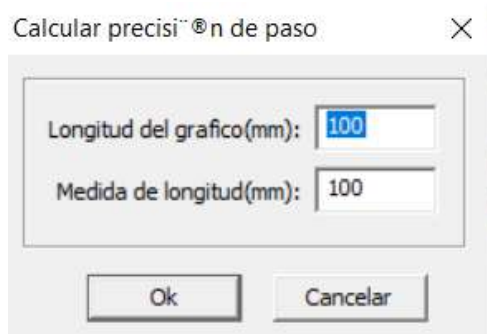 Calcular precisi¨®n de paso
Longitud del grafico(mm): 100
Medida de longitud(mm): 100
Ok Cancelar